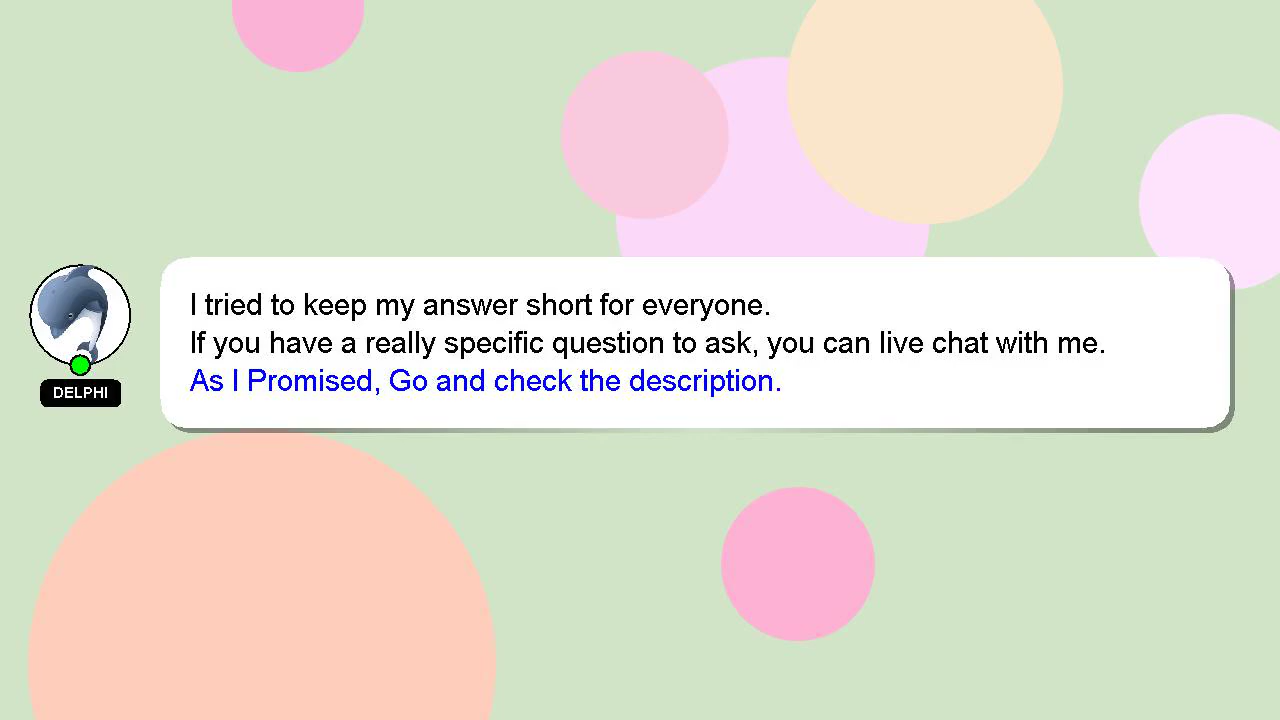 I tried to keep my answer short for everyone.
If you have a really specific question to ask, you can live chat with me.
As I Promised, Go and check the description.
DELPHI